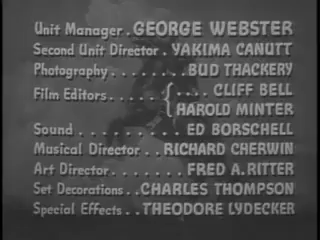 Unit Manager . GEORGE WEBSTER
Second Unit Director . YAKIMA CANUTT
Photography . . . . . . . BUD THACKERY
Film Editors . . . . . { . . . . CLIFF BELL
HAROLD MINTER
Sound . . . . . . . . . ED BORSCHELL
Musical Director . . RICHARD CHERWIN
Art Director . . . . . . . FRED A. RITTER
Set Decorations . . CHARLES THOMPSON
Special Effects . . THEODORE LYDECKER